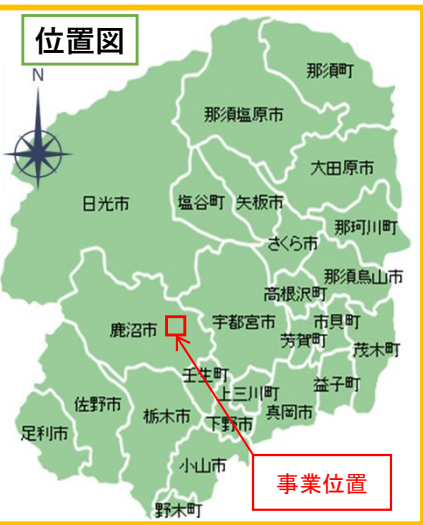 位置図
N
那須町
那須塩原市
大田原市
日光市
塩谷町
矢板市
那珂川町
さくら市
那須烏山市
高根沢町
鹿沼市
宇都宮市
市貝町
芳賀町
茂木町
壬生町
上三川町
益子町
佐野市
栃木市
下野市
真岡市
足利市
小山市
事業位置
野木町